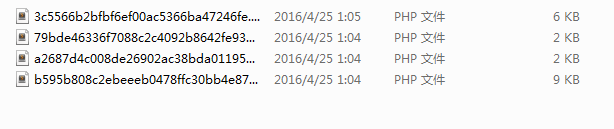 3c5566b2bfbf6ef00ac5366ba47246fe.... 2016/4/25 1:05 PHP 文件 6 KB
79bde46336f7088c2c4092b8642fe93... 2016/4/25 1:04 PHP 文件 2 KB
a2687d4c008de26902ac38bda01195... 2016/4/25 1:04 PHP 文件 2 KB
b595b808c2ebeeeb0478ffc30bb4e87... 2016/4/25 1:04 PHP 文件 9 KB